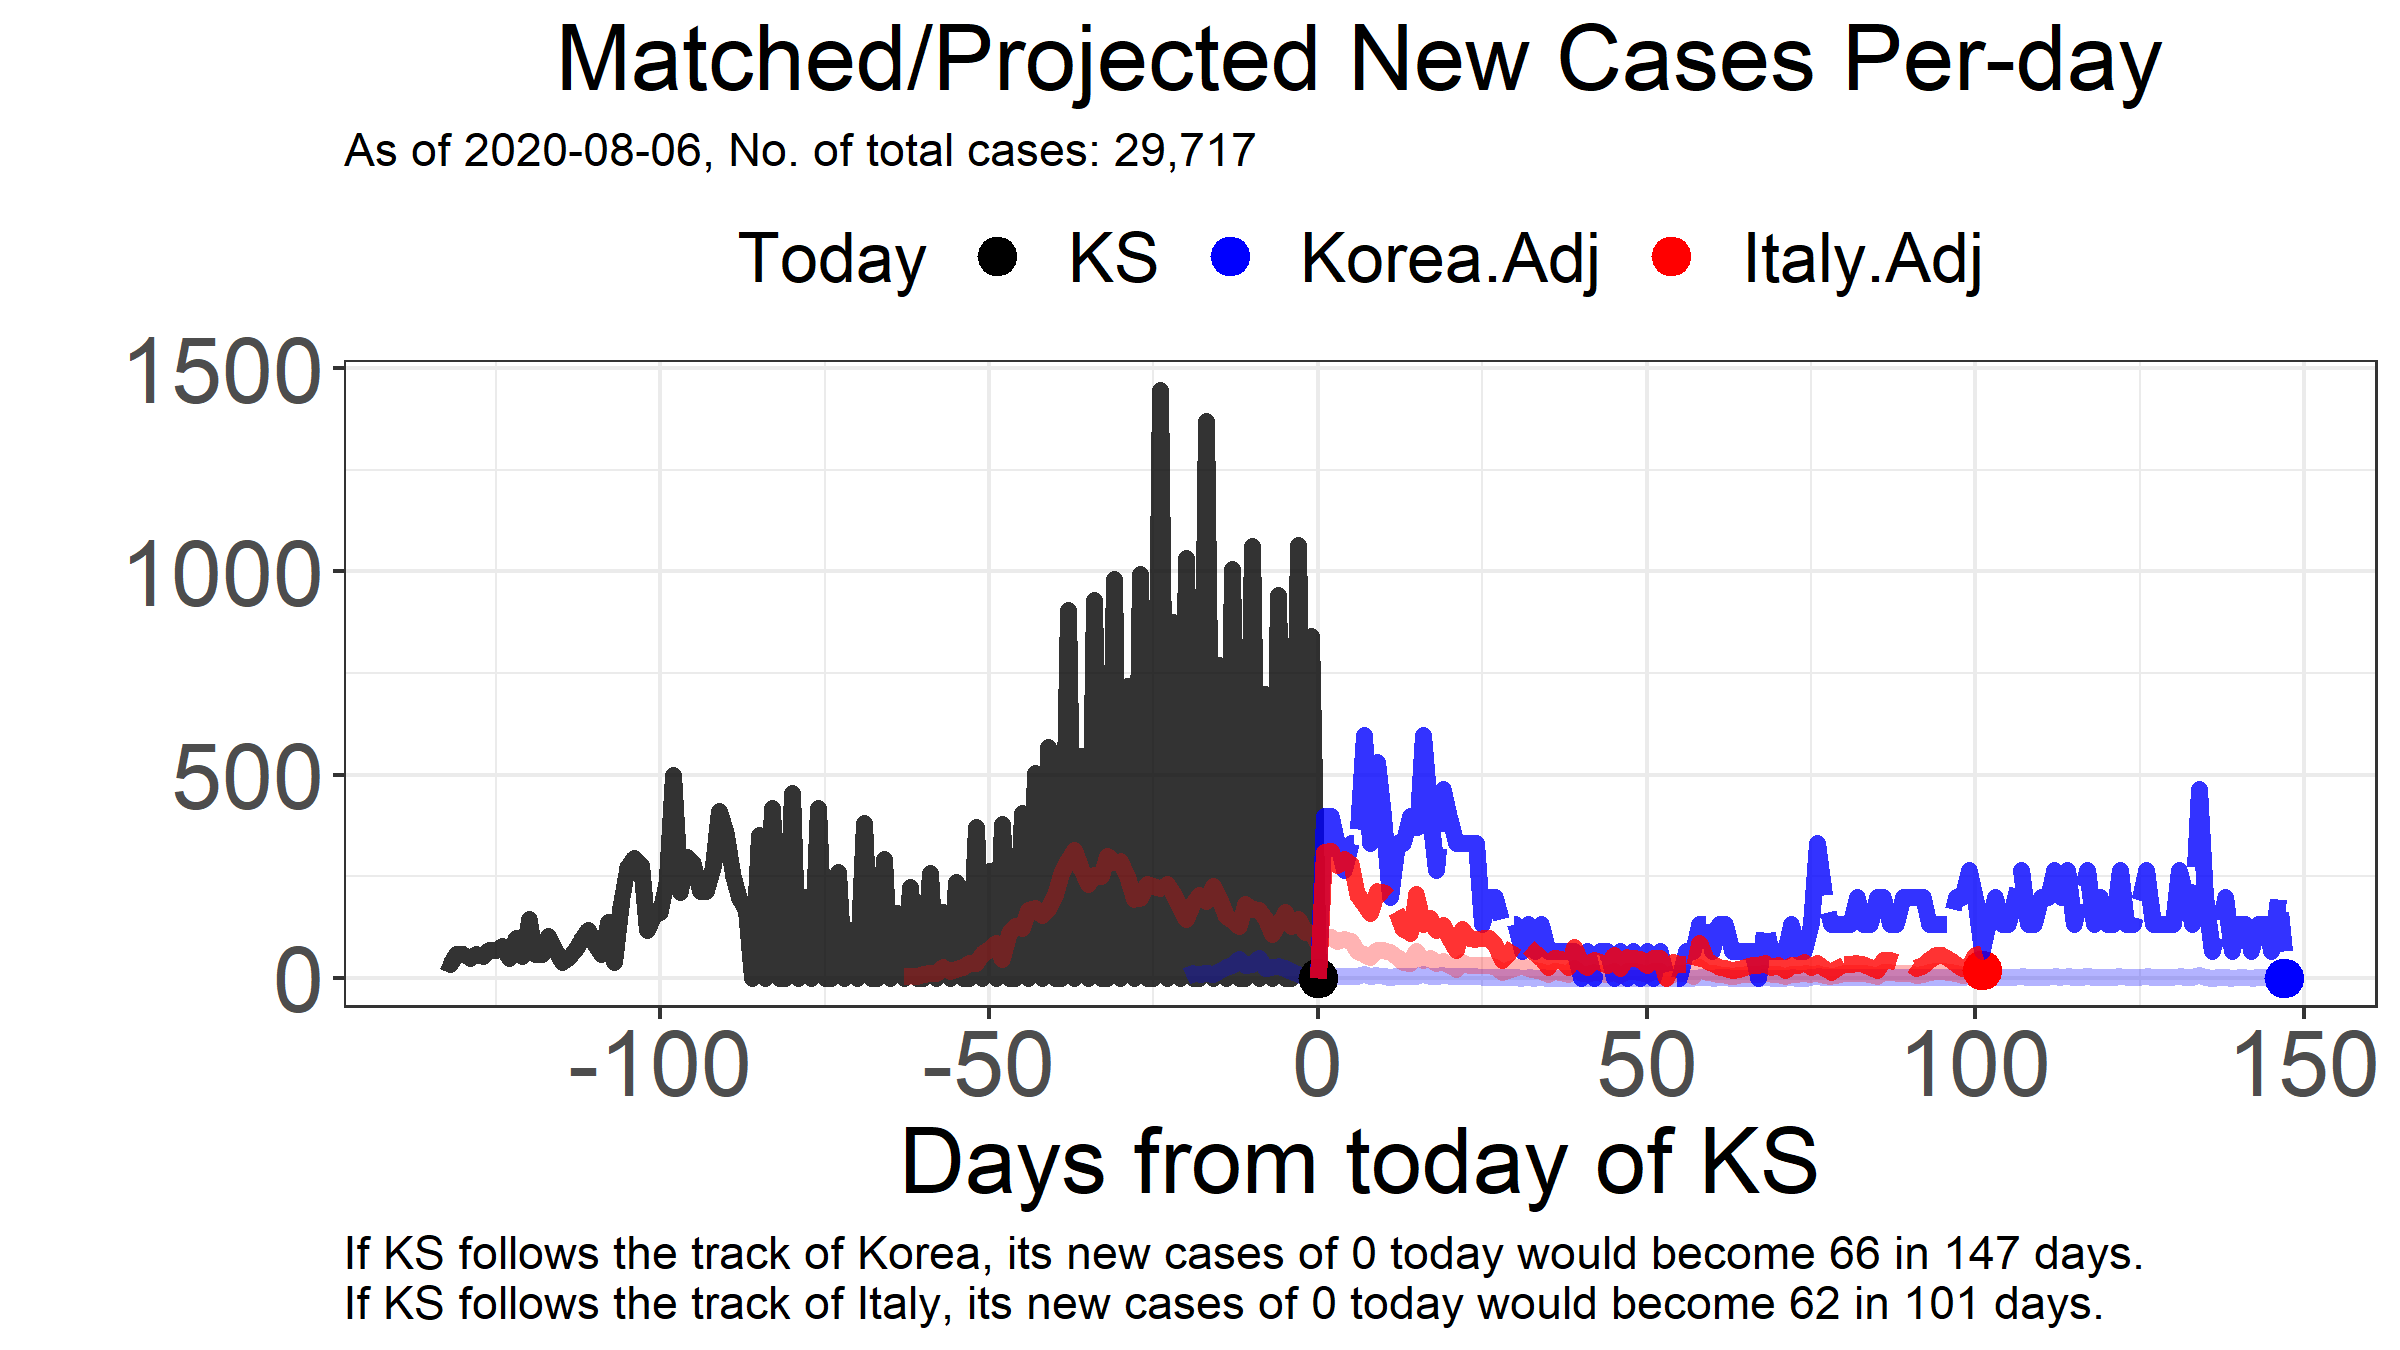 Matched/Projected New Cases Per-day
As of 2020-08-06, No. of total cases: 29,717
Today KS Korea.Adj Italy.Adj
1500
1000
500
0
-100 -50 0 50 100 150
Days from today of KS
If KS follows the track of Korea, its new cases of 0 today would become 66 in 147 days.
If KS follows the track of Italy, its new cases of 0 today would become 62 in 101 days.